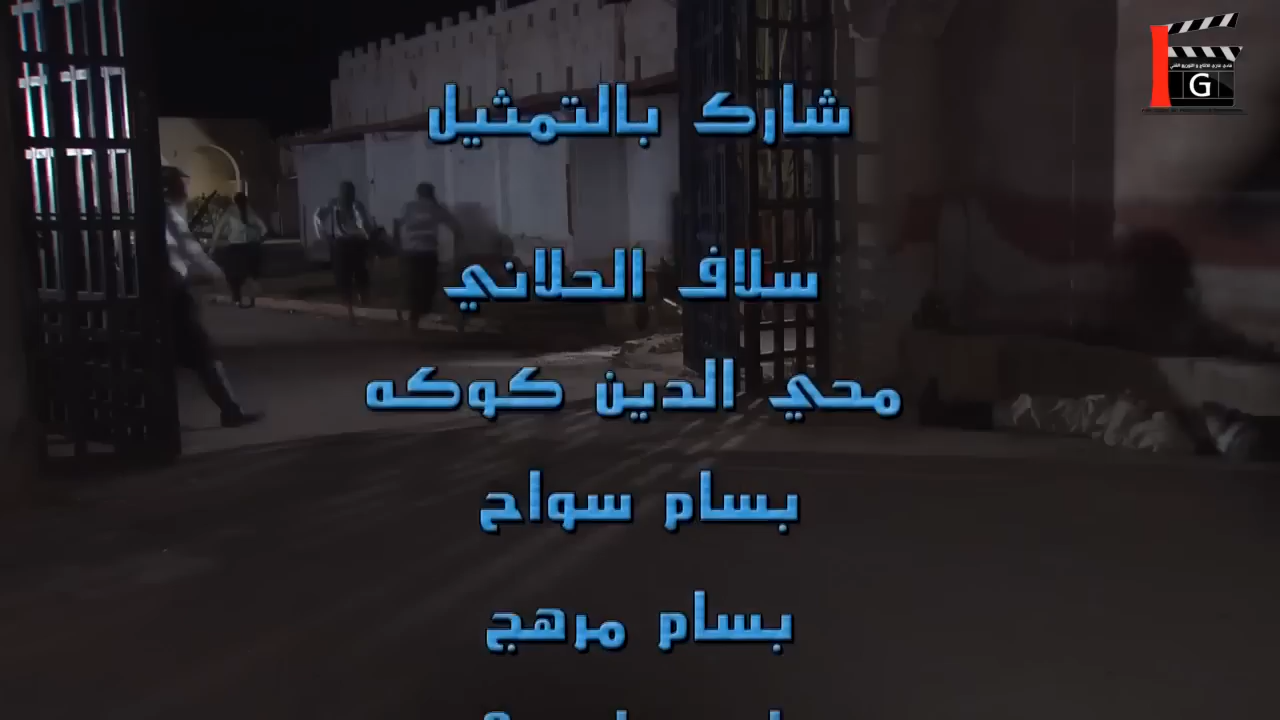 شارك بالتمثيل
سلاف الحلاني
محي الدين كوكه
بسام سواح
بسام مرهج
G